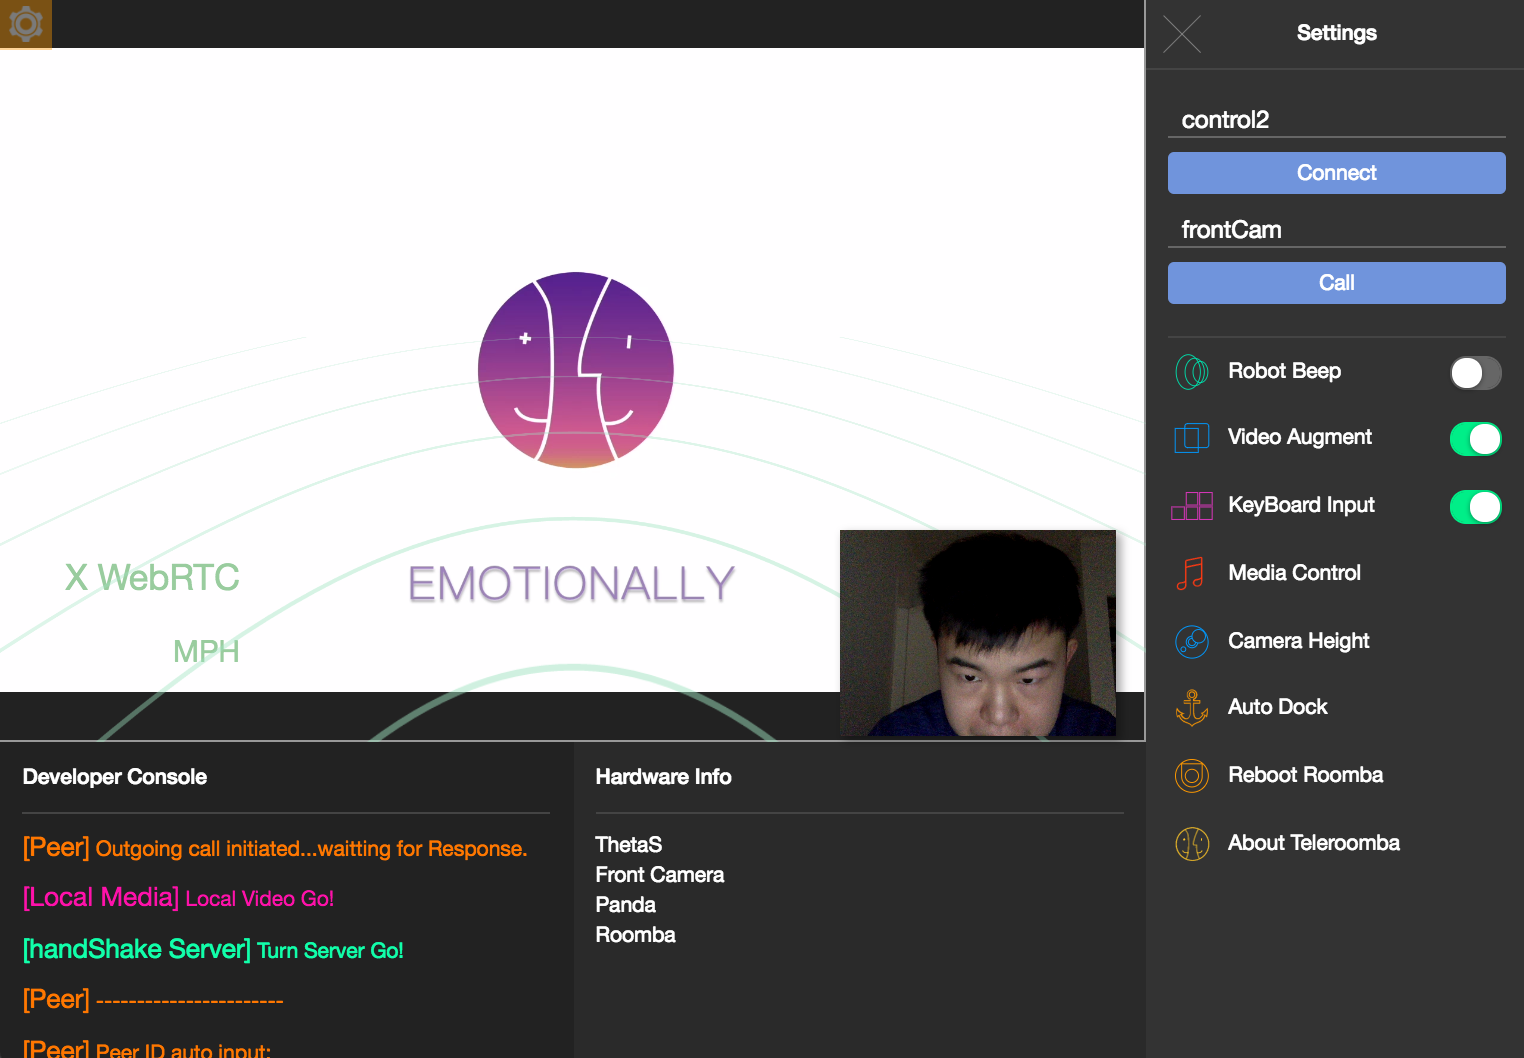 Settings
control2
Connect
frontCam
Call
Robot Beep
Video Augment
KeyBoard Input
Media Control
Camera Height
Auto Dock
Reboot Roomba
About Teleroomba
X WebRTC
MPH
EMOTIONALLY
Developer Console
[Peer] Outgoing call initiated...waitting for Response.
[Local Media] Local Video Go!
[handShake Server] Turn Server Go!
[Peer] -----------------------
[Peer] Peer ID auto input:
Hardware Info
ThetaS
Front Camera
Panda
Roomba